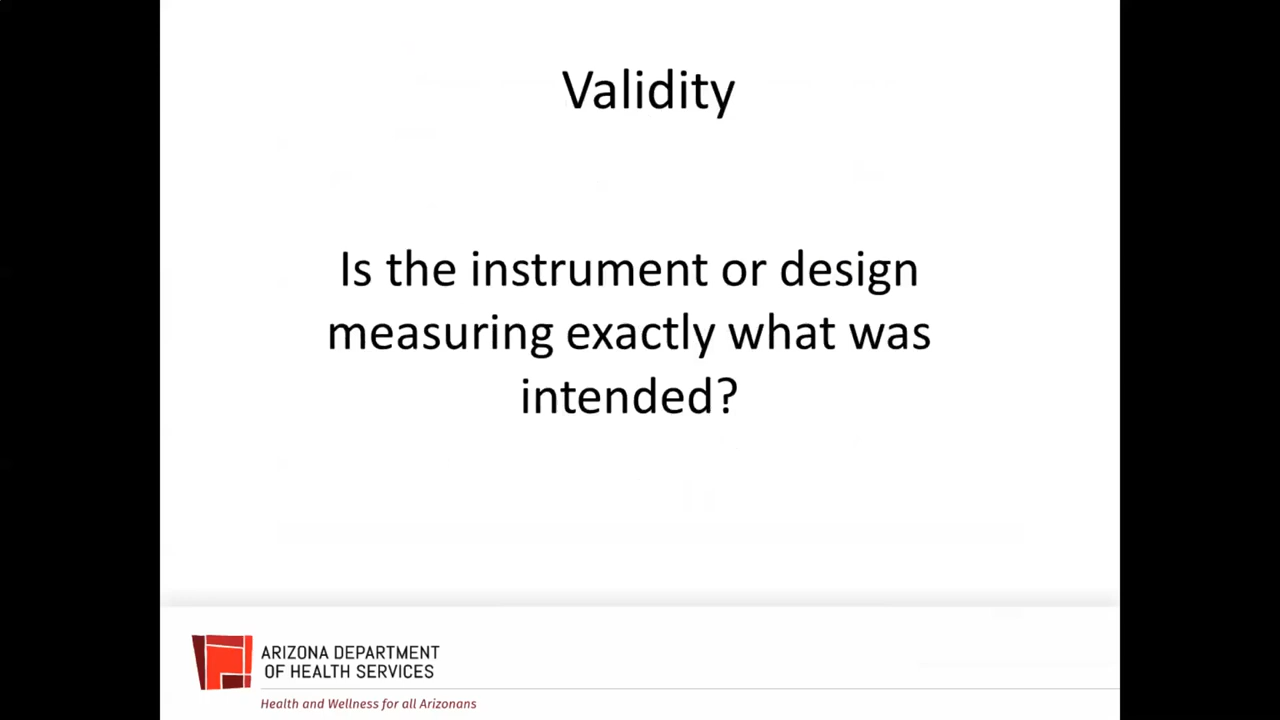 Validity
Is the instrument or design
measuring exactly what was
intended?
ARIZONA DEPARTMENT
OF HEALTH SERVICES
Health and Wellness for all Arizonans